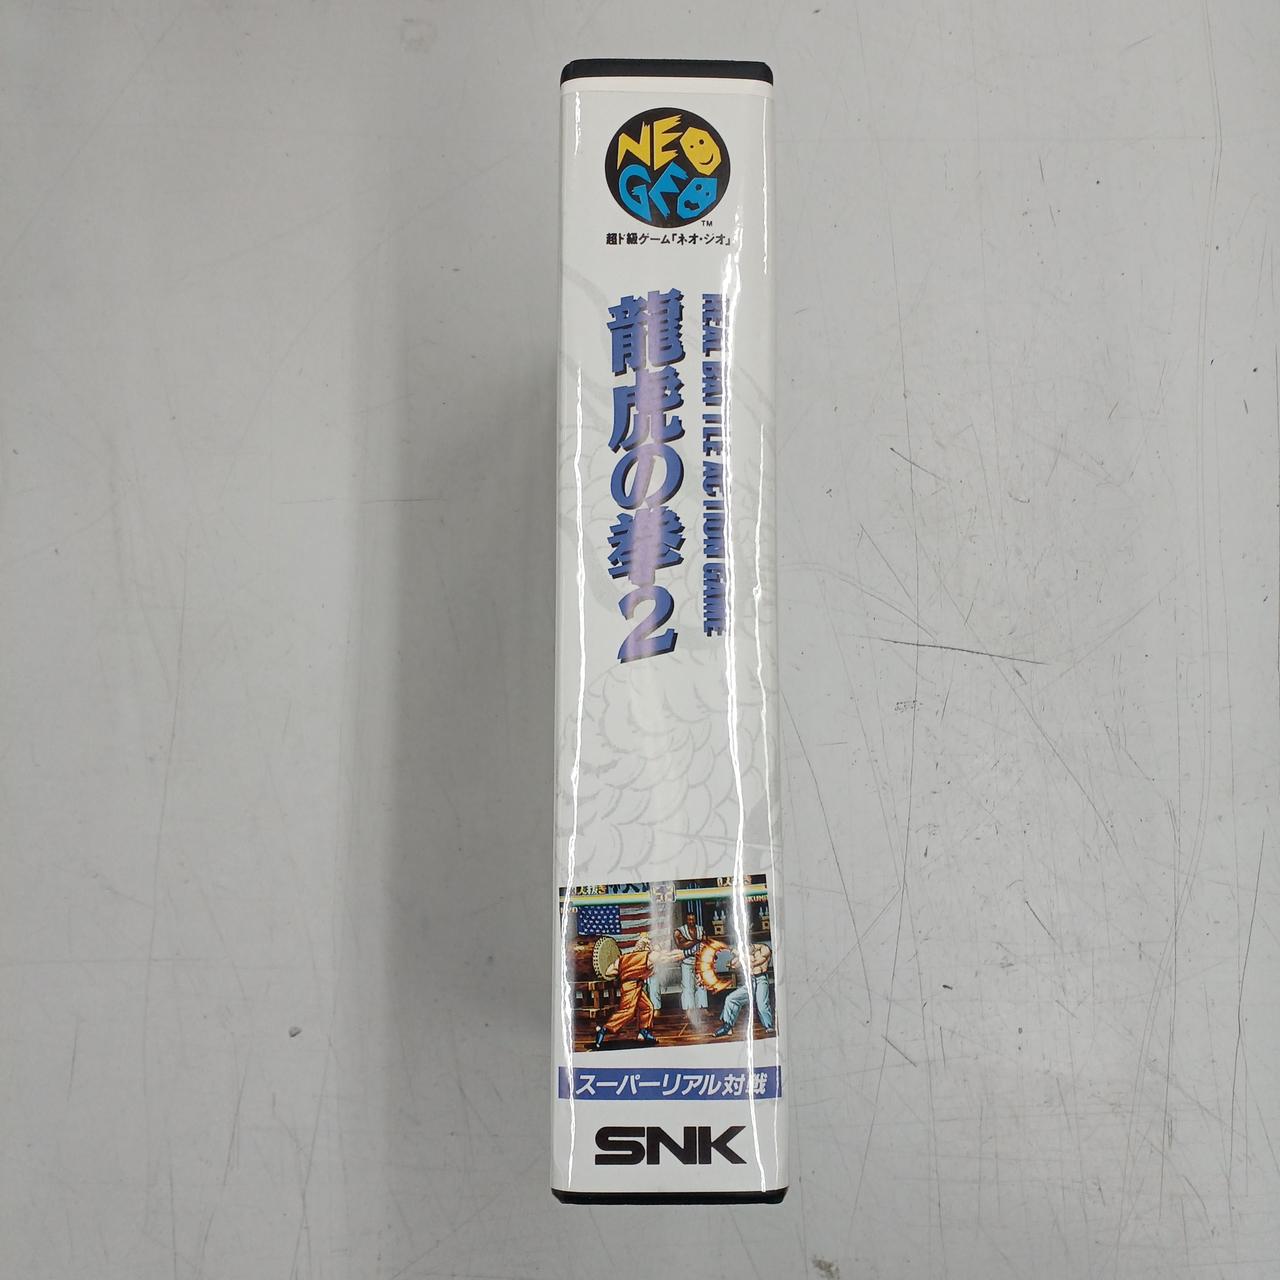 NEO
GEO
TM
超ド級ゲーム「ネオ・ジオ」
龍虎の拳2
REAL BATTLE ACTION GAME
スーパーリアル対戦
SNK